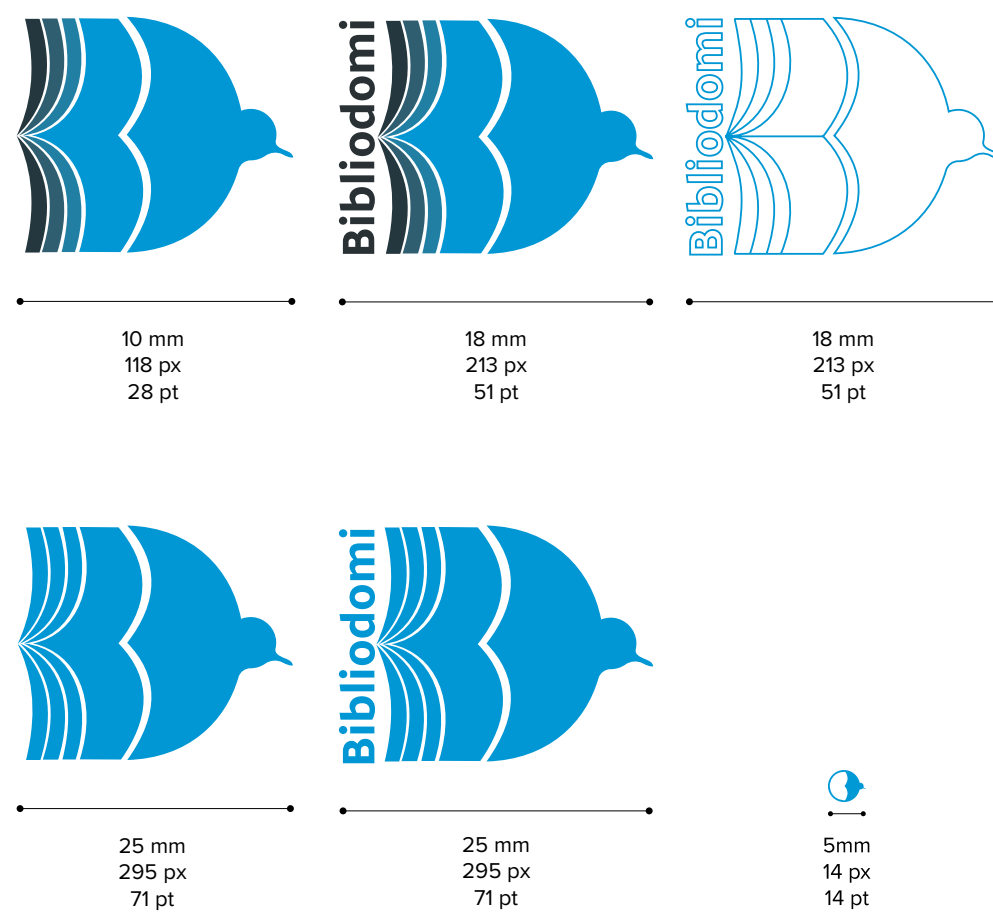 Bibliodomi
Bibliodomi
10 mm
118 px
28 pt
18 mm
213 px
51 pt
18 mm
213 px
51 pt
Bibliodomi
25 mm
295 px
71 pt
25 mm
295 px
71 pt
5mm
14 px
14 pt